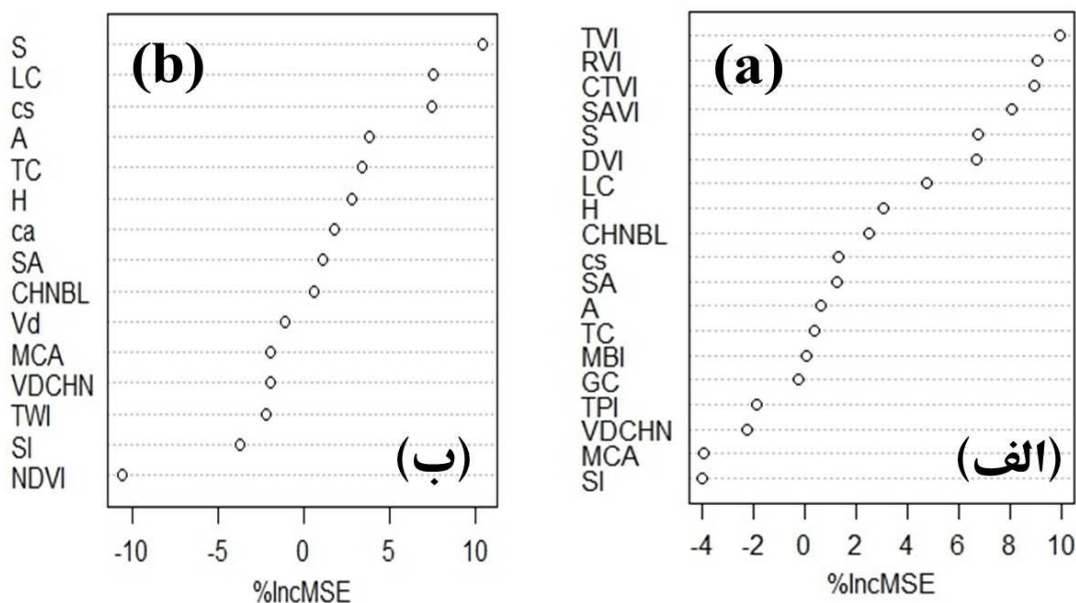 (b)
S
LC
cs
A
TC
H
ca
SA
CHNBL
Vd
MCA
VDCHN
TWI
SI
NDVI
(ب)
-10 -5 0 5 10
%IncMSE
(a)
TVI
RVI
CTVI
SAVI
S
DVI
LC
H
CHNBL
cs
SA
A
TC
MBI
GC
TPI
VDCHN
MCA
SI
(الف)
-4 -2 0 2 4 6 8 10
%IncMSE